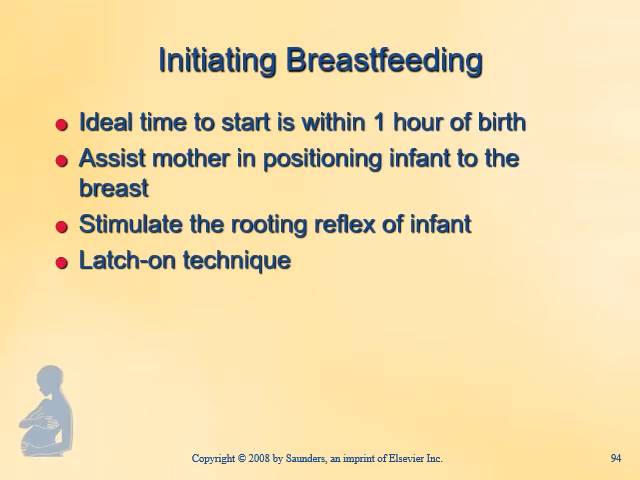 Initiating Breastfeeding
Ideal time to start is within 1 hour of birth
Assist mother in positioning infant to the
breast
Stimulate the rooting reflex of infant
Latch-on technique
Copyright © 2008 by Saunders, an imprint of Elsevier Inc.
94